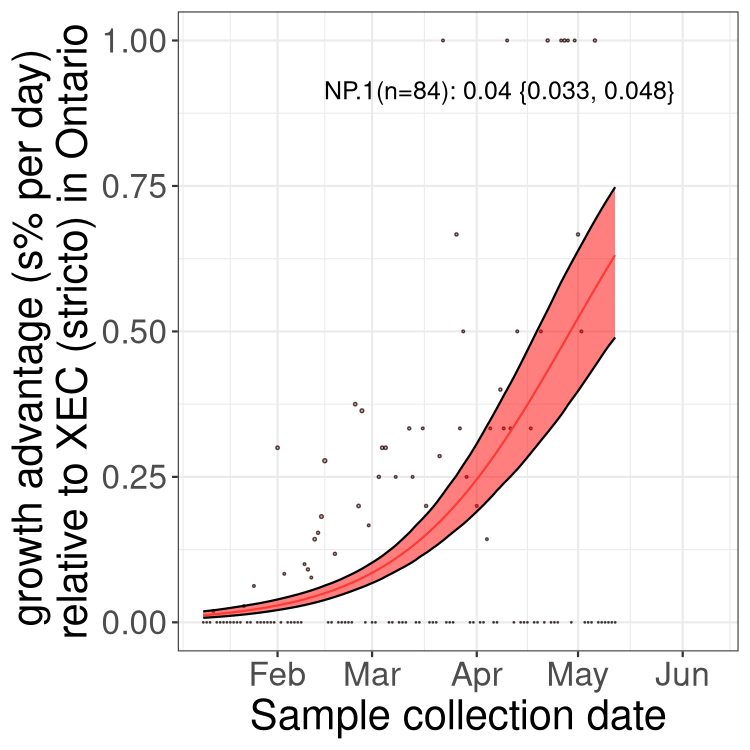 growth advantage (s% per day)
relative to XEC (stricto) in Ontario
1.00
0.75
0.50
0.25
0.00
NP.1(n=84): 0.04 {0.033, 0.048}
Feb Mar Apr May Jun
Sample collection date